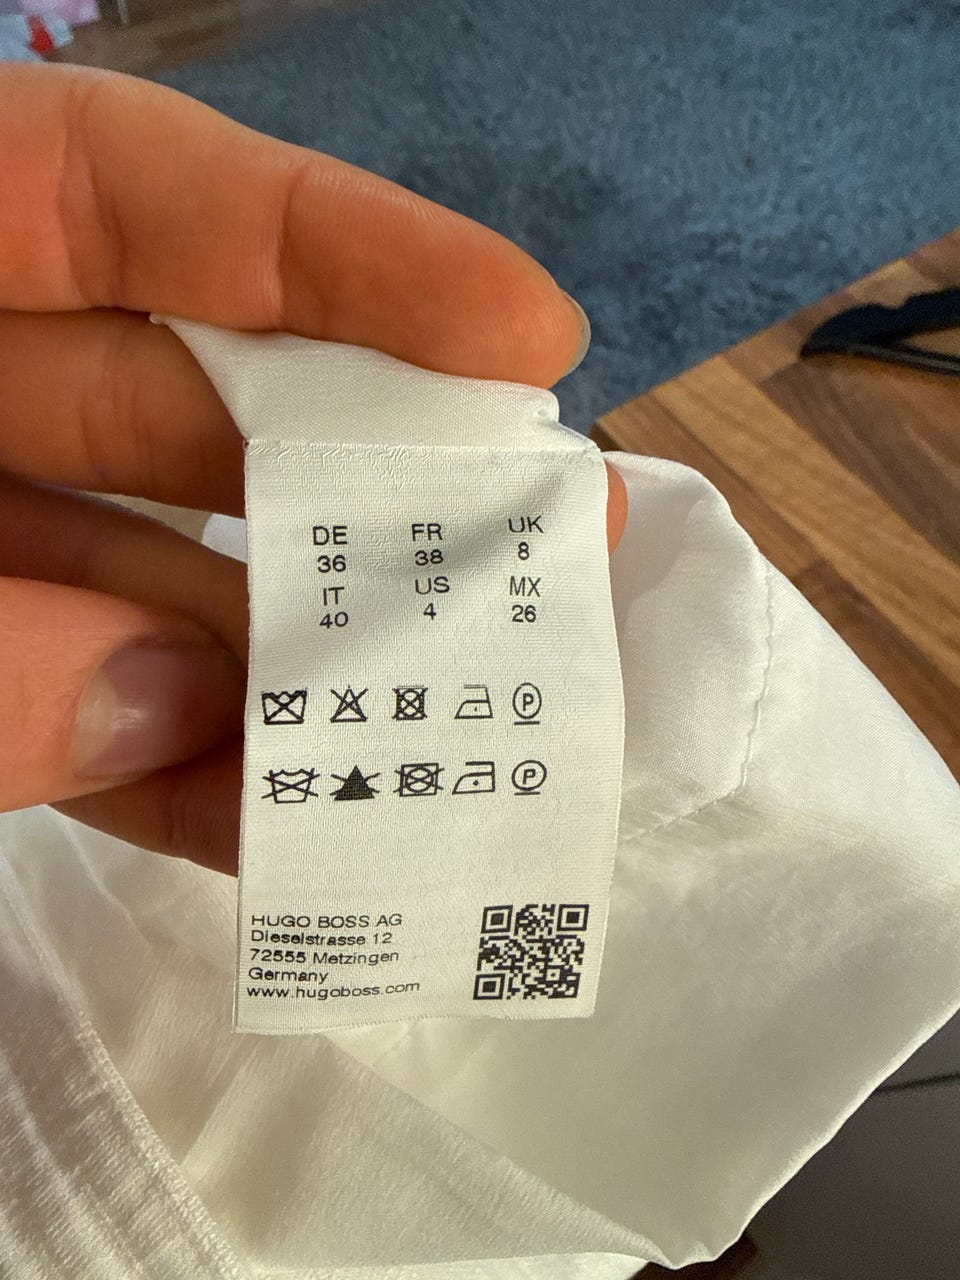 DE FR UK
36 38 8
IT US MX
40 4 26
P
P
HUGO BOSS AG
Dieselstrasse 12
72555 Metzingen
Germany
www.hugoboss.com